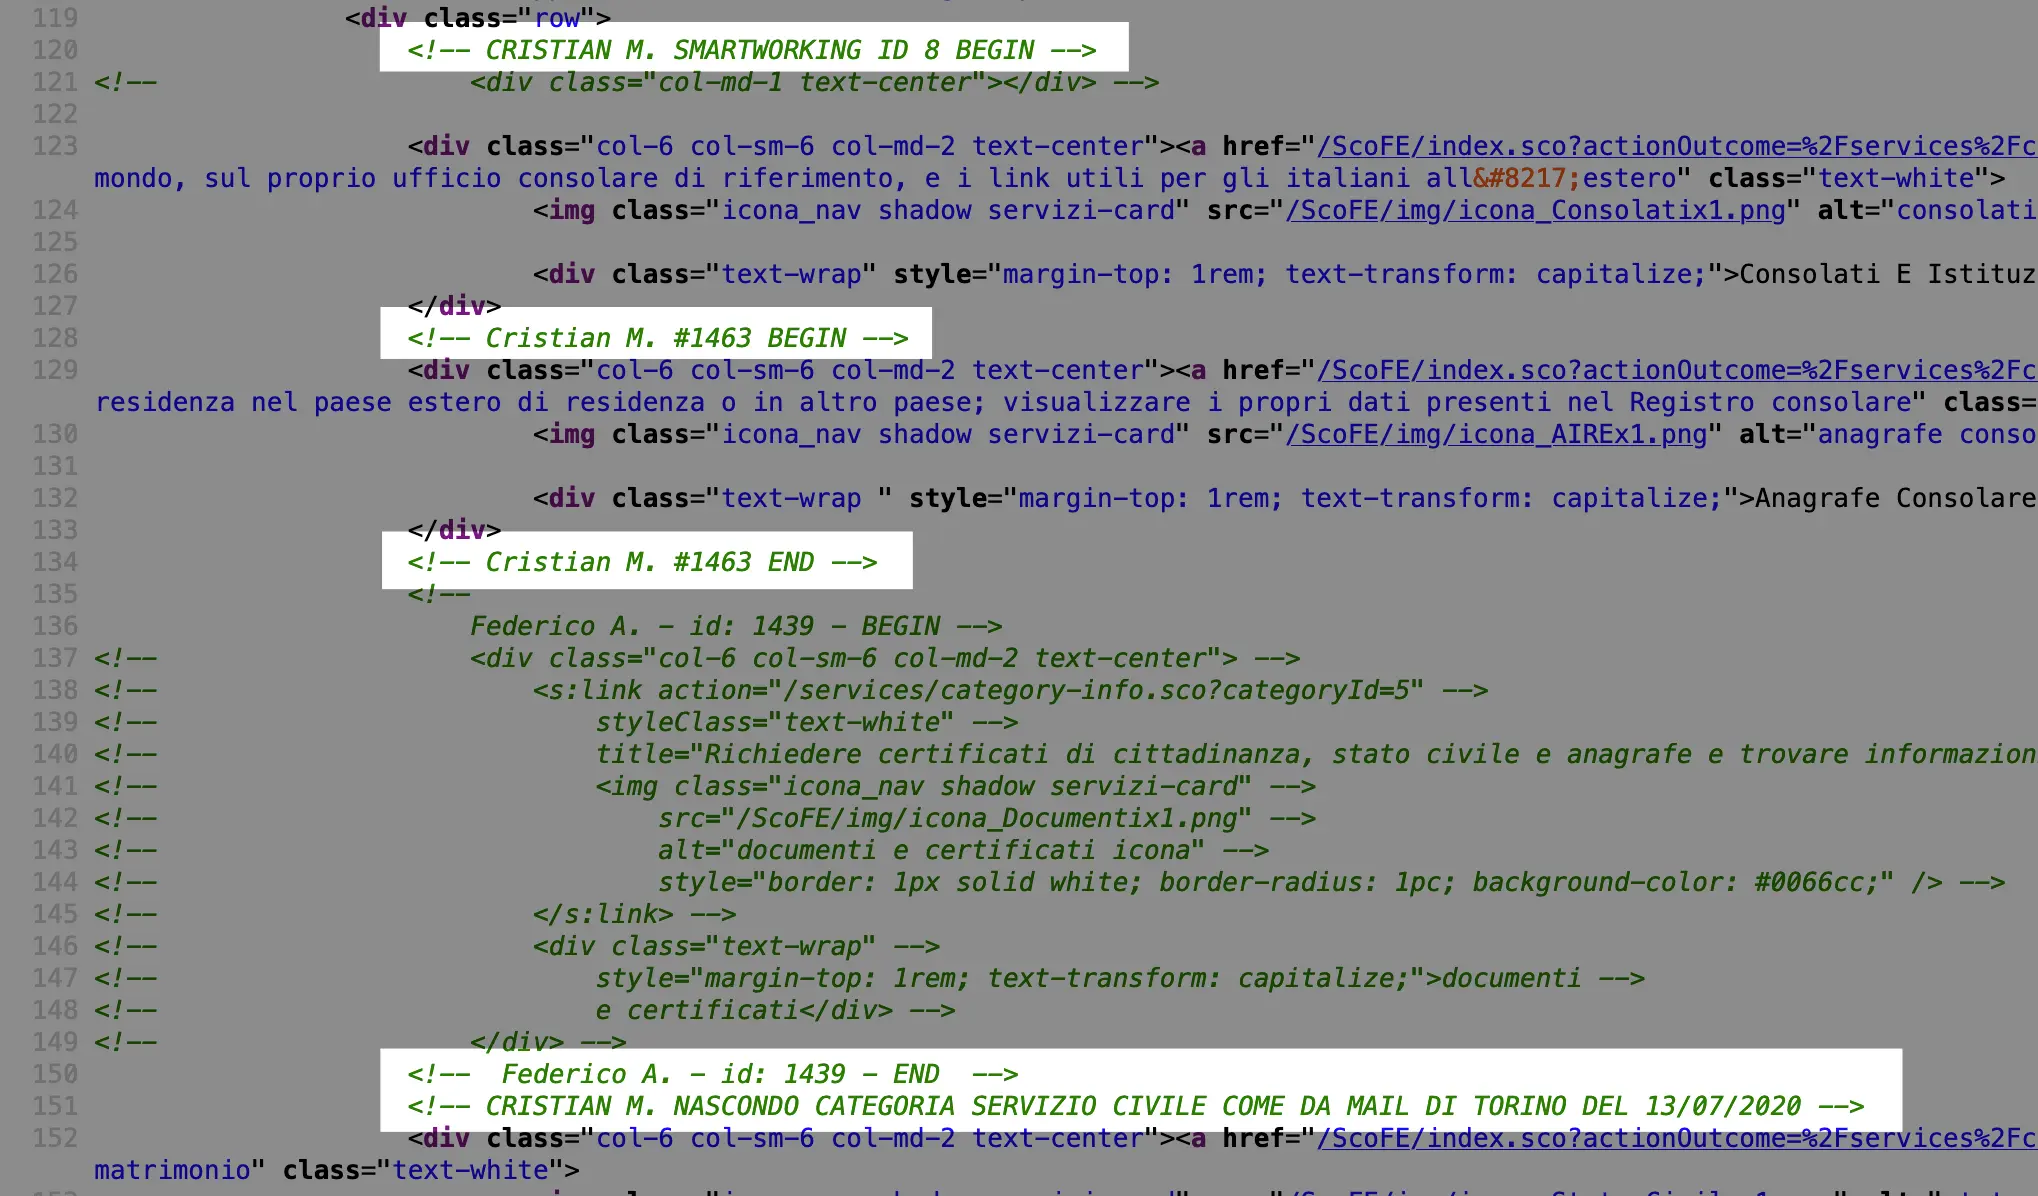 119 <div class="row">
120 <!-- CRISTIAN M. SMARTWORKING ID 8 BEGIN -->
121 <!-- <div class="col-md-1 text-center"></div> -->
122
123 <div class="col-6 col-sm-6 col-md-2 text-center"><a href="/ScoFE/index.sco?actionOutcome=%2Fservices%2Fc
mondo, sul proprio ufficio consolare di riferimento, e i link utili per gli italiani all&#8217;estero" class="text-white">
124 <img class="icona_nav shadow servizi-card" src="/ScoFE/img/icona_Consolatix1.png" alt="consolati
125
126 <div class="text-wrap" style="margin-top: 1rem; text-transform: capitalize;">Consolati E Istituz
127 </div>
128 <!-- Cristian M. #1463 BEGIN -->
129 <div class="col-6 col-sm-6 col-md-2 text-center"><a href="/ScoFE/index.sco?actionOutcome=%2Fservices%2Fc
residenza nel paese estero di residenza o in altro paese; visualizzare i propri dati presenti nel Registro consolare" class=
130 <img class="icona_nav shadow servizi-card" src="/ScoFE/img/icona_AIREx1.png" alt="anagrafe conso
131
132 <div class="text-wrap " style="margin-top: 1rem; text-transform: capitalize;">Anagrafe Consolare
133 </div>
134 <!-- Cristian M. #1463 END -->
135 <!--
136 Federico A. - id: 1439 - BEGIN -->
137 <!-- <div class="col-6 col-sm-6 col-md-2 text-center"> -->
138 <!-- <s:link action="/services/category-info.sco?categoryId=5" -->
139 <!-- styleClass="text-white" -->
140 <!-- title="Richiedere certificati di cittadinanza, stato civile e anagrafe e trovare informazion
141 <!-- <img class="icona_nav shadow servizi-card" -->
142 <!-- src="/ScoFE/img/icona_Documentix1.png" -->
143 <!-- alt="documenti e certificati icona" -->
144 <!-- style="border: 1px solid white; border-radius: 1pc; background-color: #0066cc;" /> -->
145 <!-- </s:link> -->
146 <!-- <div class="text-wrap" -->
147 <!-- style="margin-top: 1rem; text-transform: capitalize;">documenti -->
148 <!-- e certificati</div> -->
149 <!-- </div> -->
150 <!-- Federico A. - id: 1439 - END -->
151 <!-- CRISTIAN M. NASCONDO CATEGORIA SERVIZIO CIVILE COME DA MAIL DI TORINO DEL 13/07/2020 -->
152 <div class="col-6 col-sm-6 col-md-2 text-center"><a href="/ScoFE/index.sco?actionOutcome=%2Fservices%2Fc
matrimonio" class="text-white">